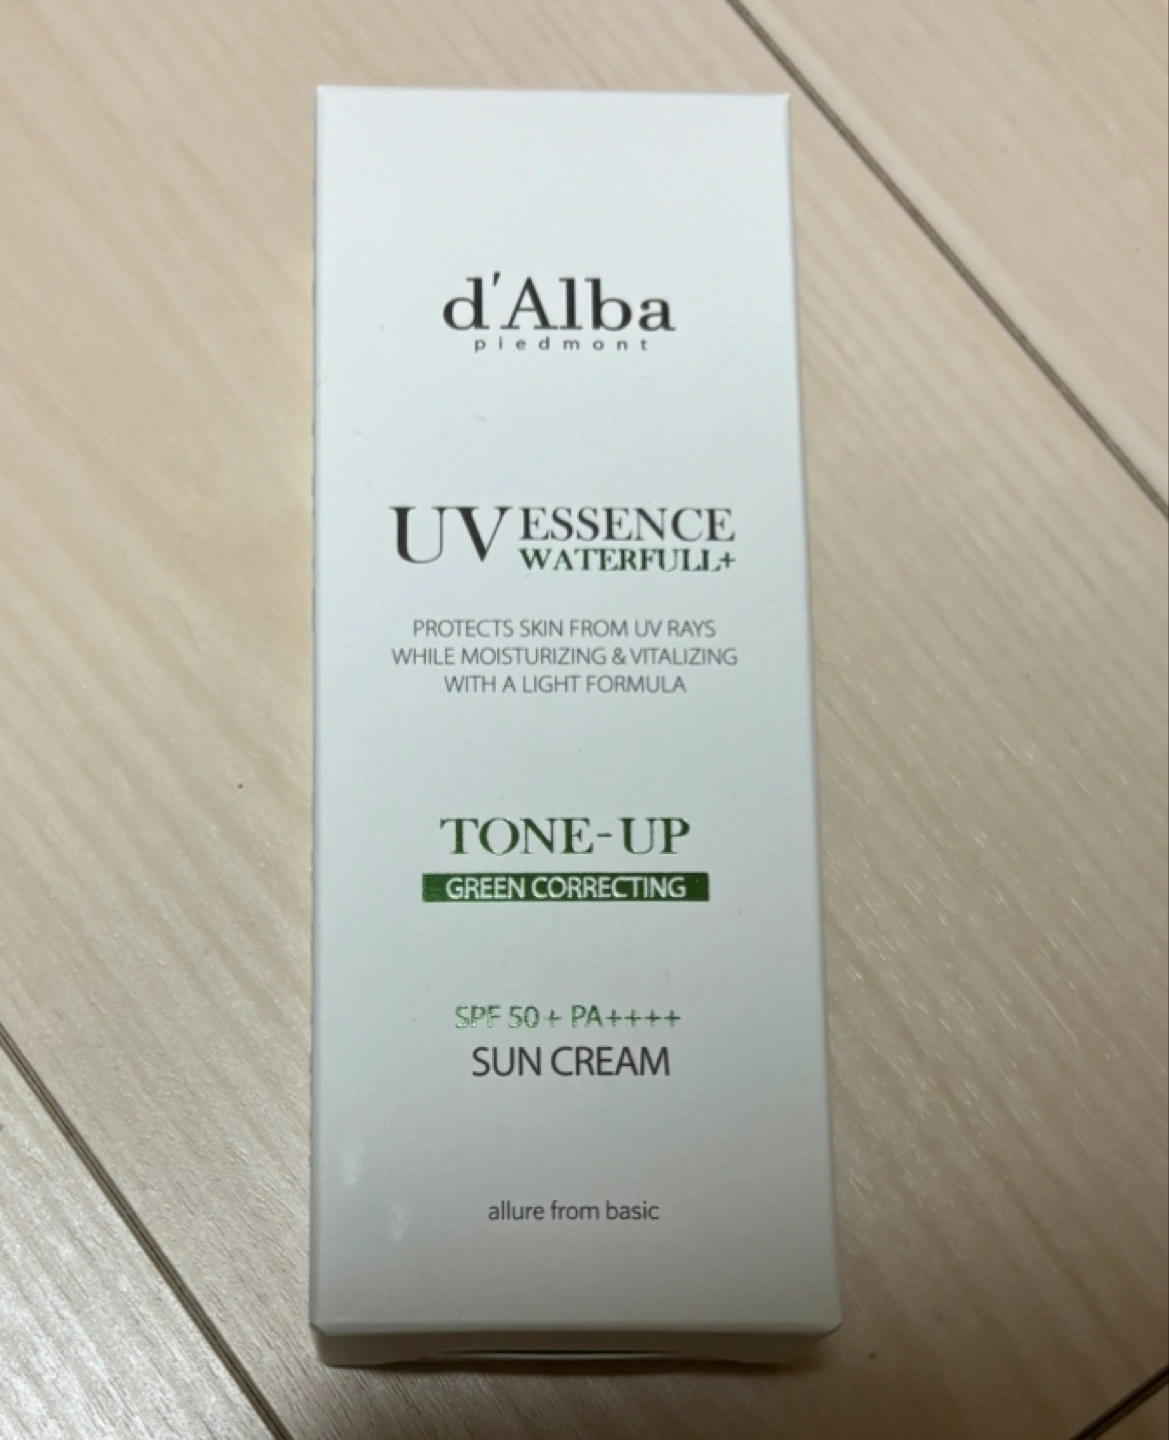 d'Alba
piedmont
UV ESSENCE
WATERFULL+
PROTECTS SKIN FROM UV RAYS
WHILE MOISTURIZING & VITALIZING
WITH A LIGHT FORMULA
TONE-UP
GREEN CORRECTING
SPF 50+ PA++++
SUN CREAM
allure from basic